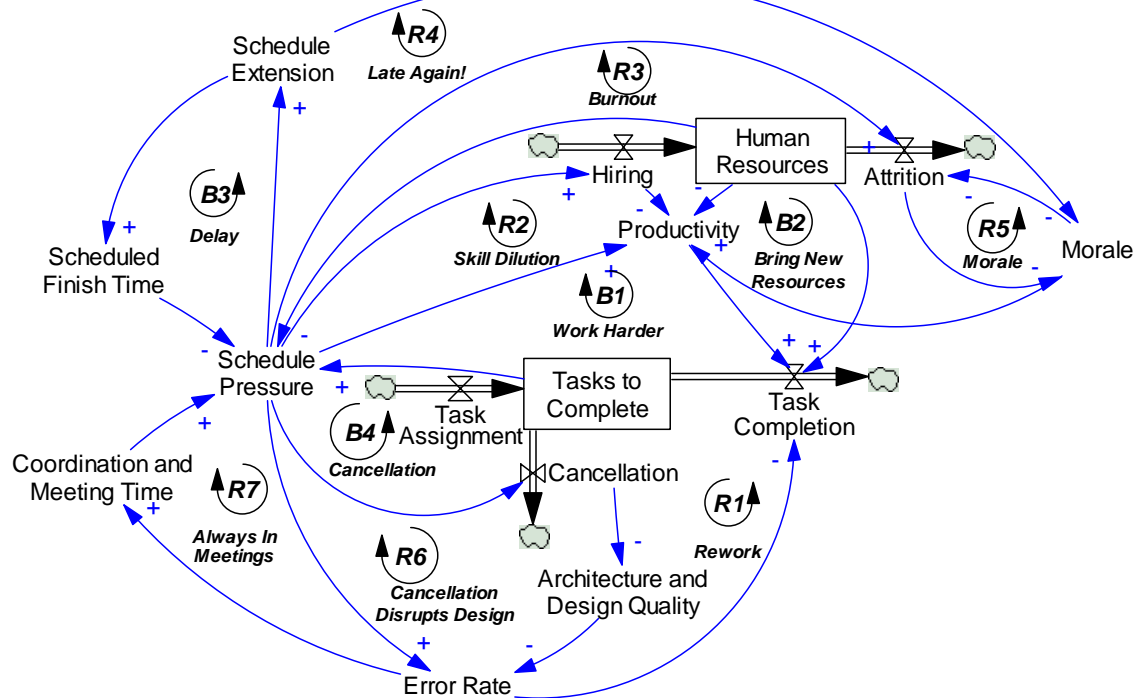 Schedule
Extension
R4
Late Again!
R3
Burnout
+
Human
Resources
+
Hiring
Attrition
B3
Delay
+
+
-
-
-
-
R2
Skill Dilution
Productivity
+
B2
Bring New
Resources
R5
Morale
-
Morale
Scheduled
Finish Time
+
B1
Work Harder
-
-
Schedule
Pressure
+
+
+
Tasks to
Complete
Task
Assignment
Task
Completion
B4
Cancellation
+
Coordination and
Meeting Time
+
R7
Always In
Meetings
Cancellation
-
R1
Rework
-
R6
Cancellation
Disrupts Design
Architecture and
Design Quality
+
-
Error Rate